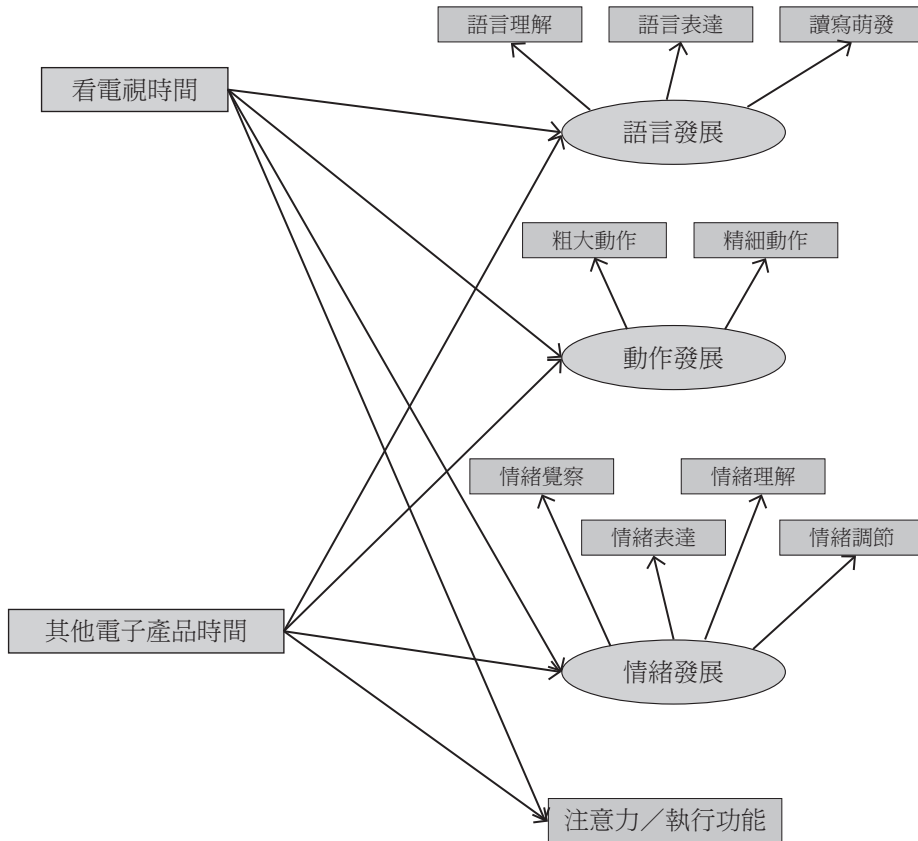 語言理解
語言表達
讀寫萌發
看電視時間
語言發展
粗大動作
精細動作
動作發展
情緒覺察
情緒理解
情緒表達
情緒調節
其他電子產品時間
情緒發展
注意力／執行功能